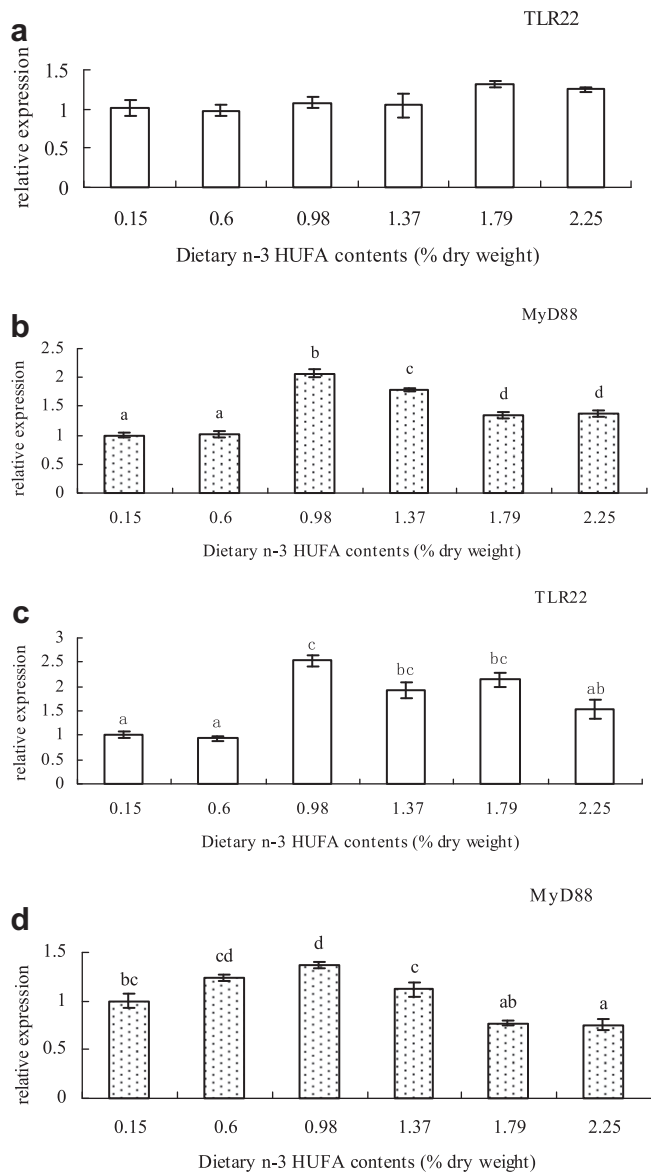 a
TLR22
relative expression
1.5
1
0.5
0
0.15 0.6 0.98 1.37 1.79 2.25
Dietary n-3 HUFA contents (% dry weight)
b
MyD88
relative expression
2.5
2
1.5
1
0.5
0
a a b c d d
0.15 0.6 0.98 1.37 1.79 2.25
Dietary n-3 HUFA contents (% dry weight)
c
TLR22
relative expression
3
2.5
2
1.5
1
0.5
0
a a c bc bc ab
0.15 0.6 0.98 1.37 1.79 2.25
Dietary n-3 HUFA contents (% dry weight)
d
MyD88
relative expression
1.5
1
0.5
0
bc cd d c ab a
0.15 0.6 0.98 1.37 1.79 2.25
Dietary n-3 HUFA contents (% dry weight)